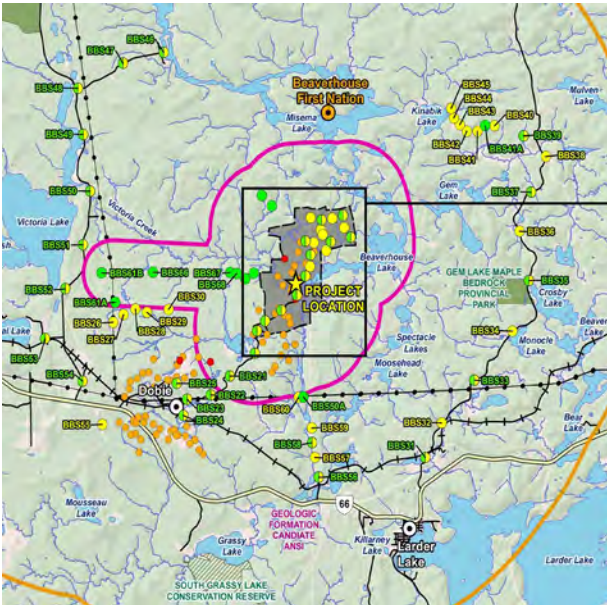 BBS46
BBS47
BBS48
BBS49
BBS50
BBS51
BBS52
BBS53
BBS54
BBS55
Victoria Lake
Victoria Creek
Beaverhouse
First Nation
Misema
Lake
Kinabik
Lake
BBS45
BBS44
BBS43
BBS42
BBS41
BBS41A
BBS40
BBS39
BBS38
BBS37
BBS36
BBS35
BBS34
BBS33
BBS32
BBS31
Mulven
Lake
Gem
Lake
Beaverhouse
Lake
GEM LAKE MAPLE
BEDROCK
PROVINCIAL
PARK
Crosby
Lake
Monocle
Lake
Spectacle
Lakes
Moosehead
Lake
Bear
Lake
PROJECT
LOCATION
BBS61B
BBS66
BBS67
BBS68
BBS61A
BBS30
BBS29
BBS28
BBS27
BBS26
BBS25
BBS24
BBS23
BBS22
BBS21
Dobie
BBS60
BBS50A
BBS59
BBS58
BBS57
BBS56
66
GEOLOGIC
FORMATION
CANDIATE
ANSI
Mousseau
Lake
Grassy
Lake
SOUTH GRASSY LAKE
CONSERVATION RESERVE
Killarney
Lake
Larder
Lake
Larder Lake